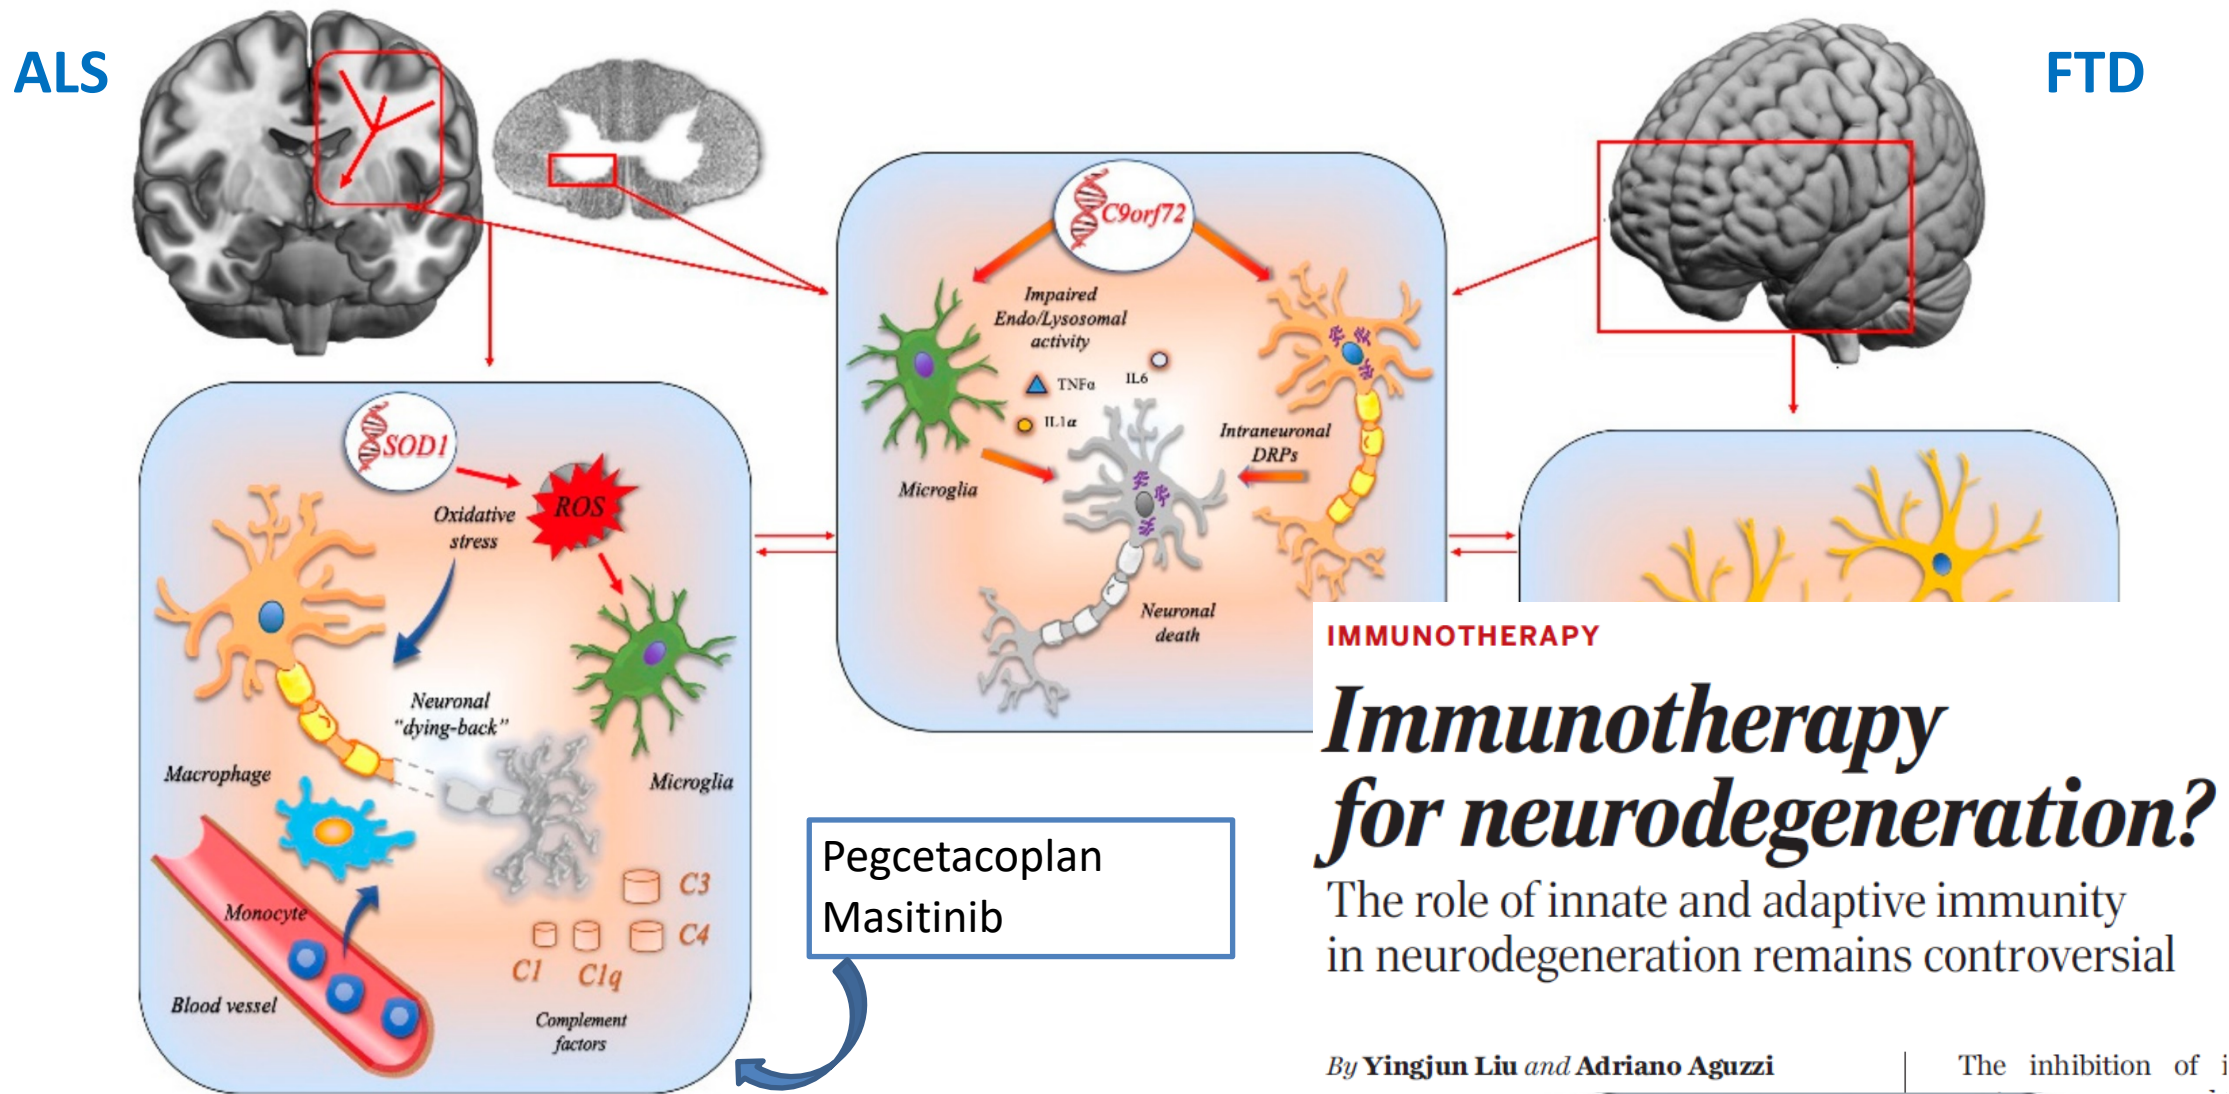 ALS
FTD
C9orf72
Impaired
Endo/Lysosomal
activity
TNFα
IL6
IL1α
Microglia
Intraneuronal
DRPs
Neuronal
death
SOD1
ROS
Oxidative
stress
Neuronal
“dying-back”
Macrophage
Microglia
Monocyte
Blood vessel
C3
C4
C1
C1q
Complement
factors
Pegcetacoplan
Masitinib
IMMUNOTHERAPY
Immunotherapy
for neurodegeneration?
The role of innate and adaptive immunity
in neurodegeneration remains controversial
By Yingjun Liu and Adriano Aguzzi
The inhibition of